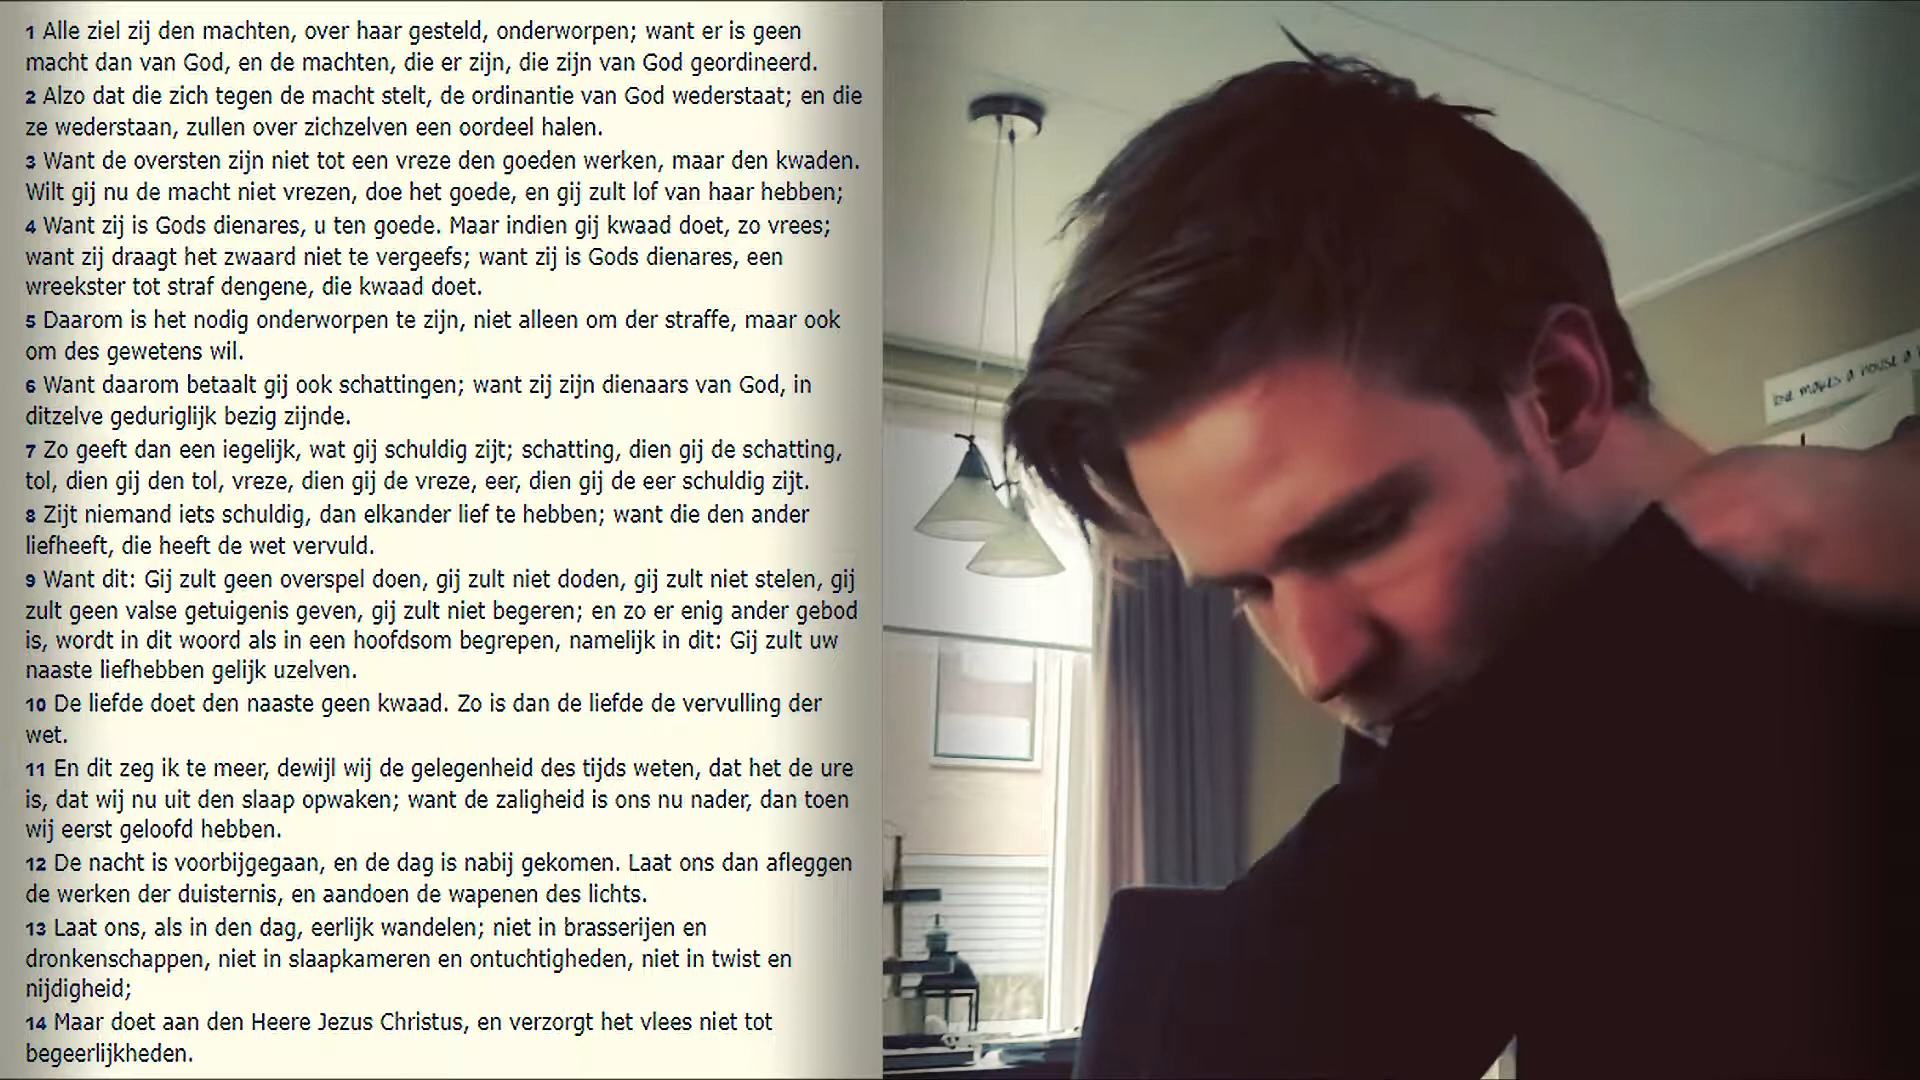 1 Alle ziel zij den machten, over haar gesteld, onderworpen; want er is geen
macht dan van God, en de machten, die er zijn, die zijn van God geordineerd.
2 Alzo dat die zich tegen de macht stelt, de ordinantie van God wederstaat; en die
ze wederstaan, zullen over zichzelven een oordeel halen.
3 Want de oversten zijn niet tot een vreze den goeden werken, maar den kwaden.
Wilt gij nu de macht niet vrezen, doe het goede, en gij zult lof van haar hebben;
4 Want zij is Gods dienares, u ten goede. Maar indien gij kwaad doet, zo vrees;
want zij draagt het zwaard niet te vergeefs; want zij is Gods dienares, een
wreekster tot straf dengene, die kwaad doet.
5 Daarom is het nodig onderworpen te zijn, niet alleen om der straffe, maar ook
om des gewetens wil.
6 Want daarom betaalt gij ook schattingen; want zij zijn dienaars van God, in
ditzelve geduriglijk bezig zijnde.
7 Zo geeft dan een iegelijk, wat gij schuldig zijt; schatting, dien gij de schatting,
tol, dien gij den tol, vreze, dien gij de vreze, eer, dien gij de eer schuldig zijt.
8 Zijt niemand iets schuldig, dan elkander lief te hebben; want die den ander
liefheeft, die heeft de wet vervuld.
9 Want dit: Gij zult geen overspel doen, gij zult niet doden, gij zult niet stelen, gij
zult geen valse getuigenis geven, gij zult niet begeren; en zo er enig ander gebod
is, wordt in dit woord als in een hoofdsom begrepen, namelijk in dit: Gij zult uw
naaste liefhebben gelijk uzelven.
10 De liefde doet den naaste geen kwaad. Zo is dan de liefde de vervulling der
wet.
11 En dit zeg ik te meer, dewijl wij de gelegenheid des tijds weten, dat het de ure
is, dat wij nu uit den slaap opwaken; want de zaligheid is ons nu nader, dan toen
wij eerst geloofd hebben.
12 De nacht is voorbijgegaan, en de dag is nabij gekomen. Laat ons dan afleggen
de werken der duisternis, en aandoen de wapenen des lichts.
13 Laat ons, als in den dag, eerlijk wandelen; niet in brasserijen en
dronkenschappen, niet in slaapkameren en ontuchtigheden, niet in twist en
nijdigheid;
14 Maar doet aan den Heere Jezus Christus, en verzorgt het vlees niet tot
begeerlijkheden.
makes a house a